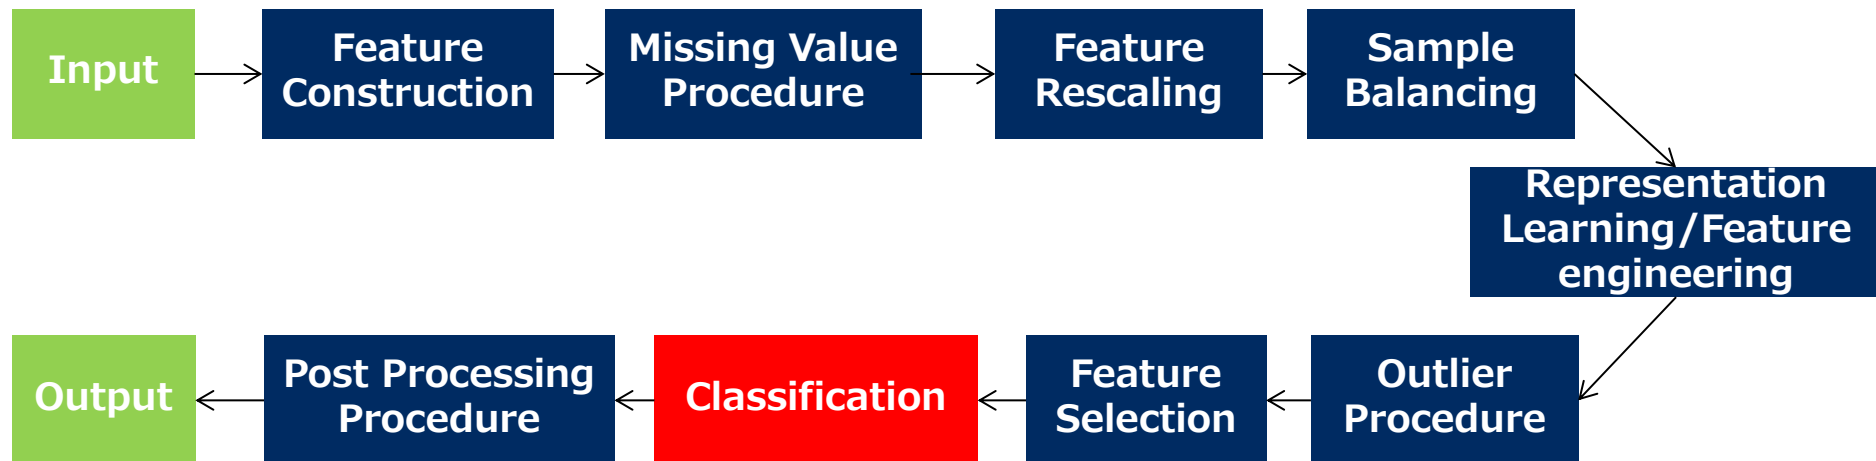 Input
Feature
Construction
Missing Value
Procedure
Feature
Rescaling
Sample
Balancing
Representation
Learning/Feature
engineering
Outlier
Procedure
Feature
Selection
Classification
Post Processing
Procedure
Output